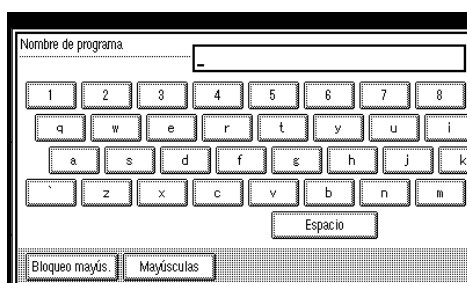 Nombre de programa
_
1 2 3 4 5 6 7 8
q w e r t y u i
a s d f g h j k
` z x c v b n m
Espacio
Bloqueo mayús. Mayúsculas